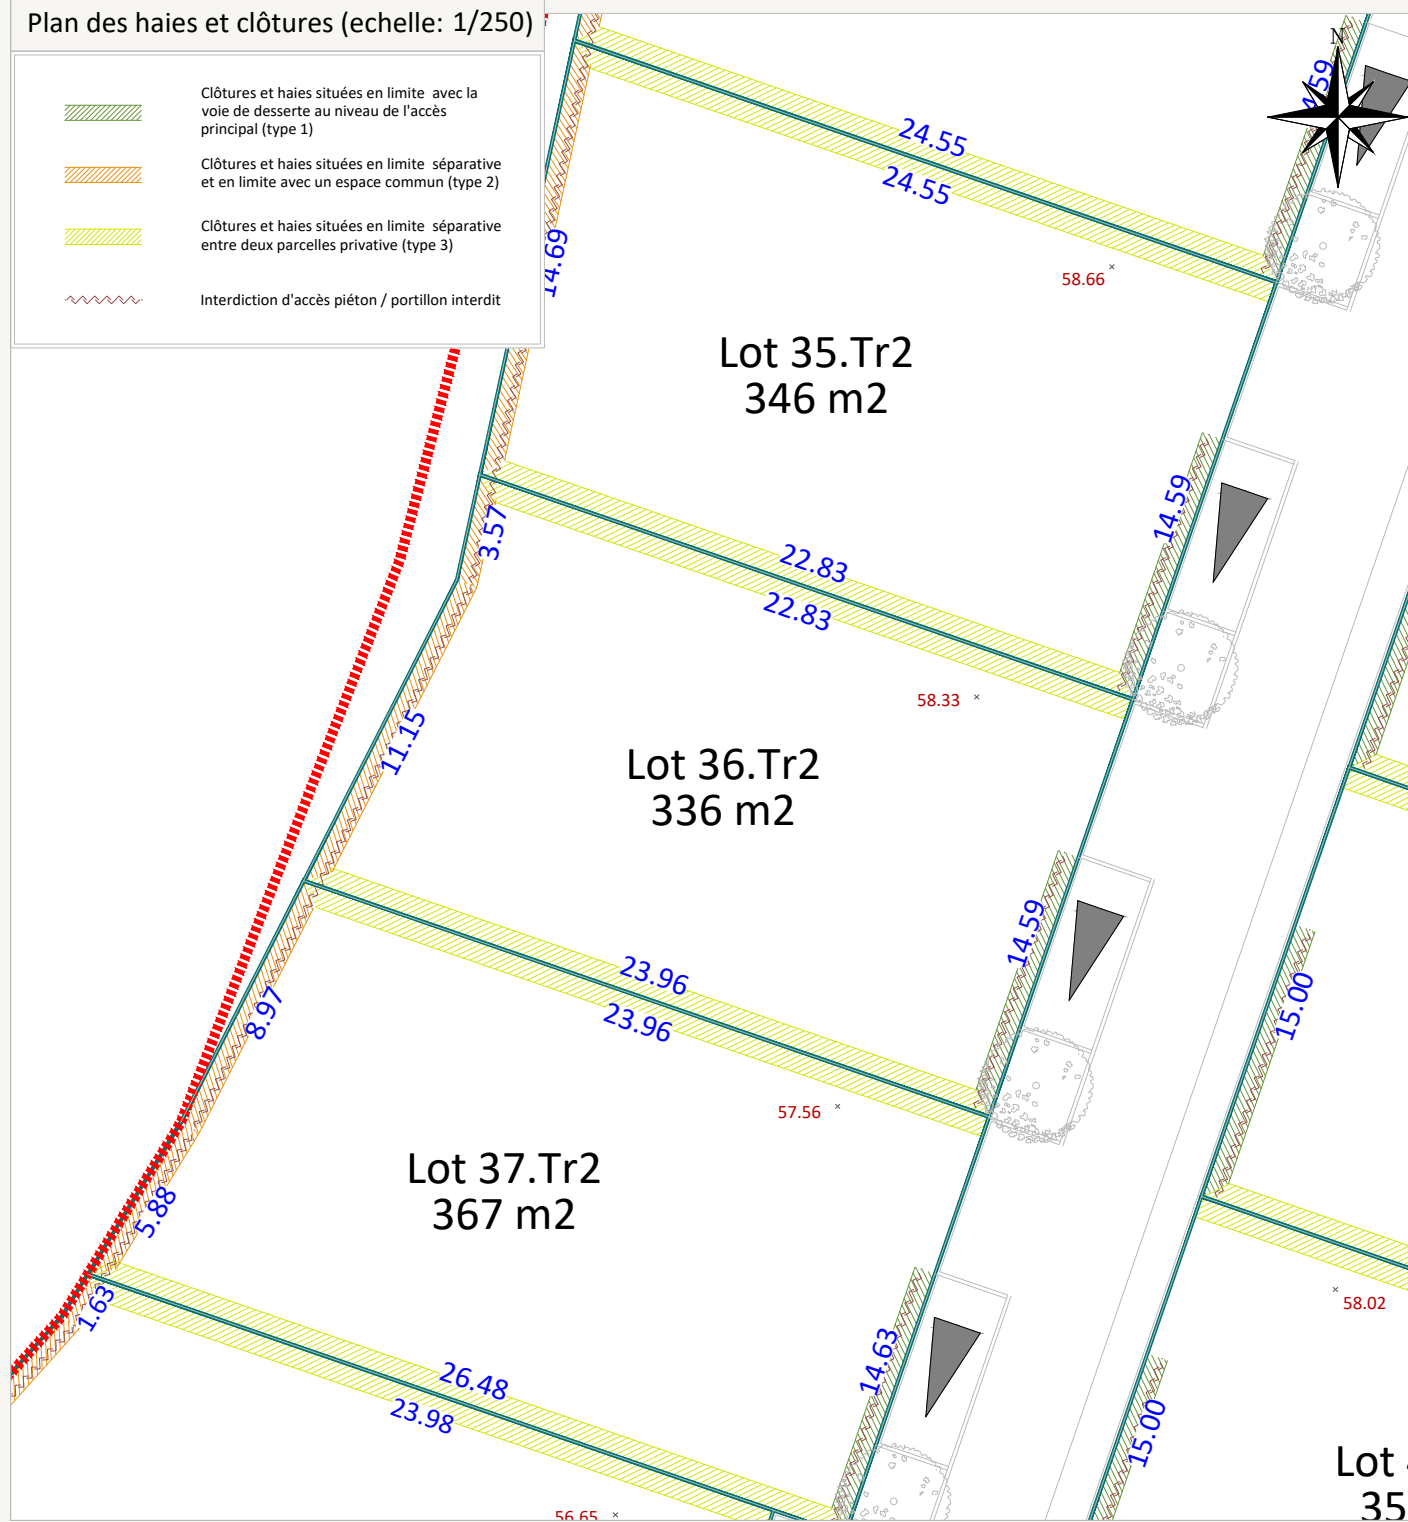 Plan des haies et clôtures (echelle: 1/250)
Clôtures et haies situées en limite avec la
voie de desserte au niveau de l'accès
principal (type 1)
Clôtures et haies situées en limite séparative
et en limite avec un espace commun (type 2)
Clôtures et haies situées en limite séparative
entre deux parcelles privative (type 3)
Interdiction d'accès piéton / portillon interdit
N
24.55
24.55
14.69
58.66
Lot 35.Tr2
346 m2
14.59
3.57
22.83
22.83
58.33
11.15
Lot 36.Tr2
336 m2
14.59
23.96
23.96
8.97
15.00
57.56
Lot 37.Tr2
367 m2
5.88
1.63
58.02
14.63
26.48
23.98
15.00
Lot
35
56.65